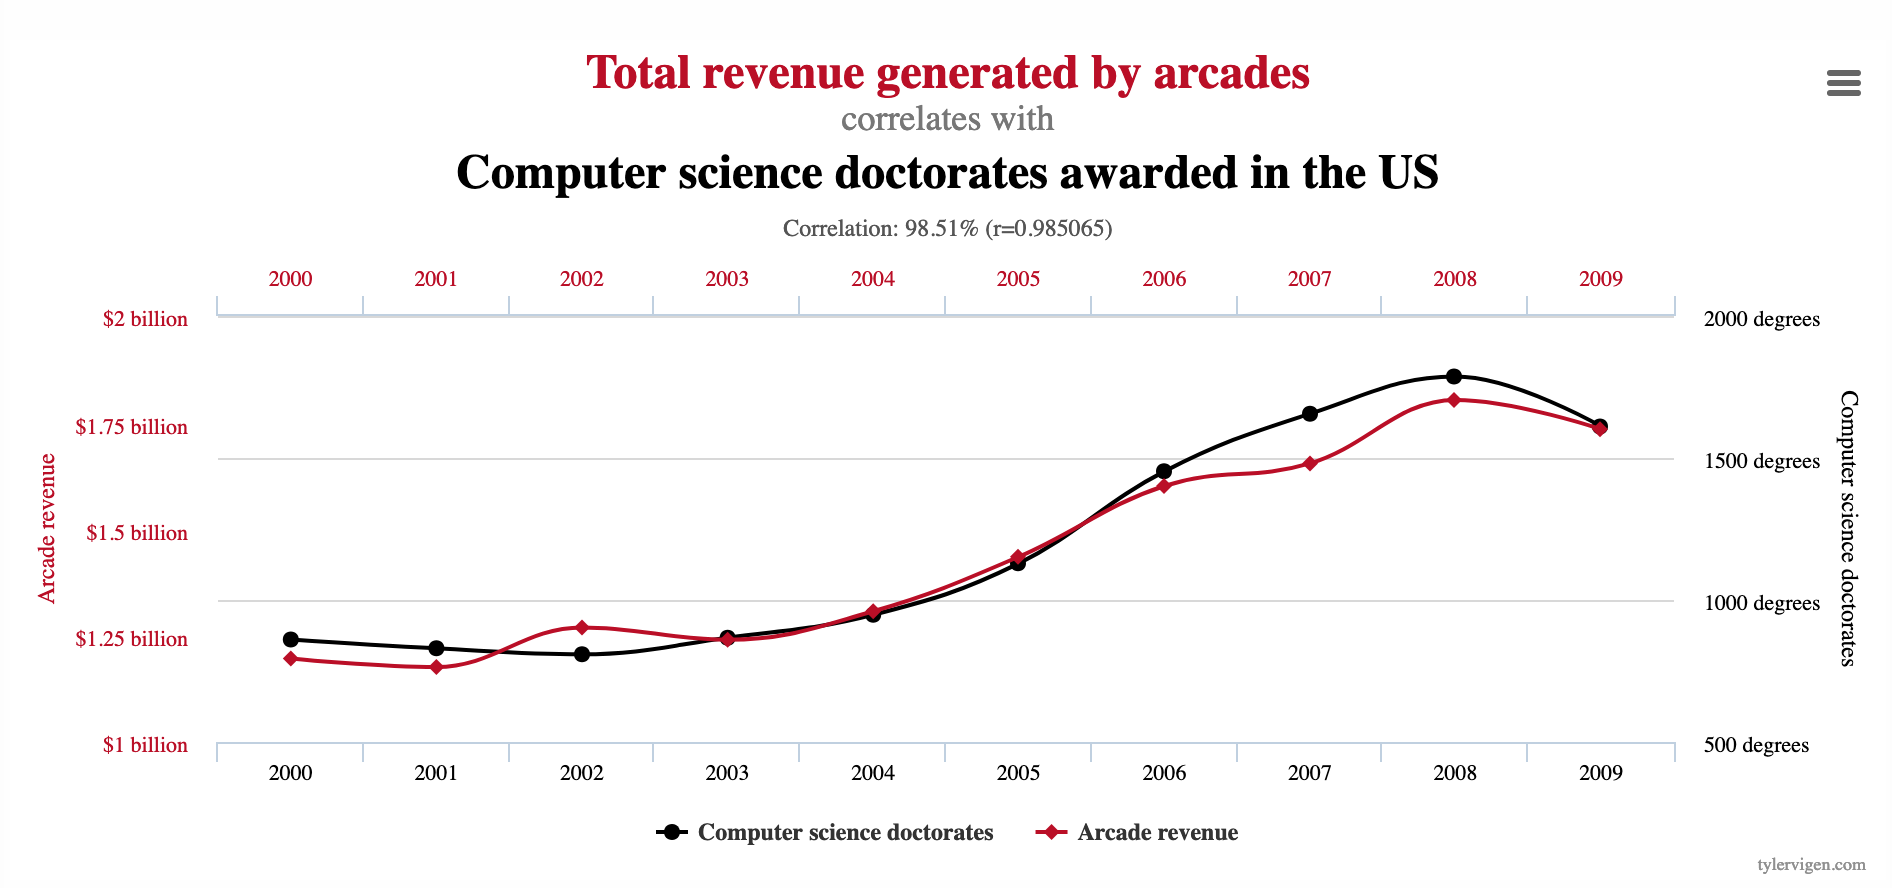 Total revenue generated by arcades
correlates with
Computer science doctorates awarded in the US
Correlation: 98.51% (r=0.985065)
2000 2001 2002 2003 2004 2005 2006 2007 2008 2009
$2 billion 2000 degrees
$1.75 billion
1500 degrees
$1.5 billion
1000 degrees
$1.25 billion
$1 billion 500 degrees
Arcade revenue
Computer science doctorates
2000 2001 2002 2003 2004 2005 2006 2007 2008 2009
Computer science doctorates Arcade revenue
tylervigen.com